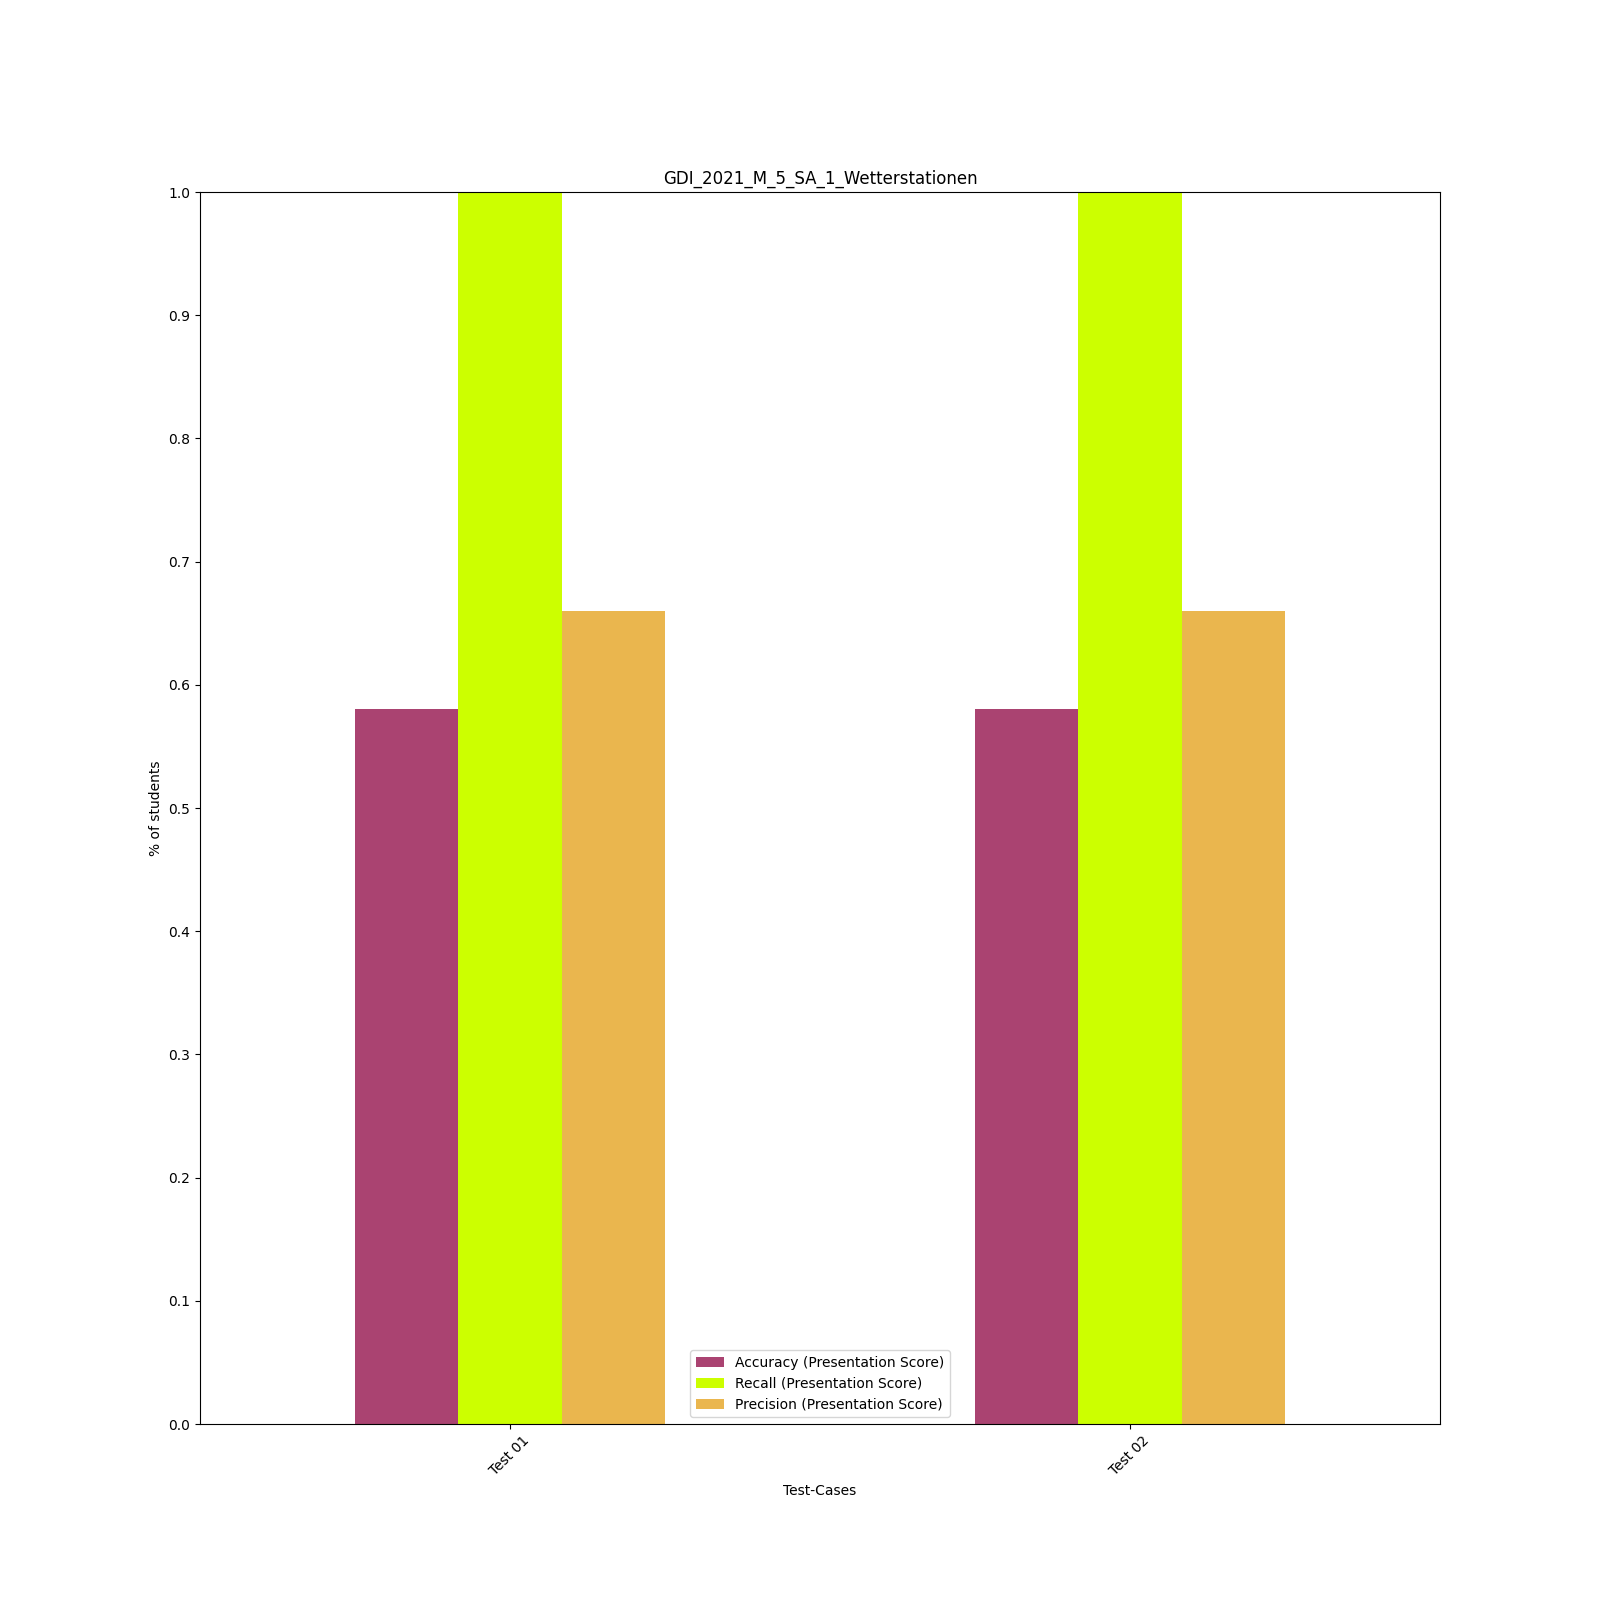 GDI_2021_M_5_SA_1_Wetterstationen
1.0
0.9
0.8
0.7
0.6
0.5
0.4
0.3
0.2
0.1
0.0
% of students
Accuracy (Presentation Score)
Recall (Presentation Score)
Precision (Presentation Score)
Test 01
Test 02
Test-Cases